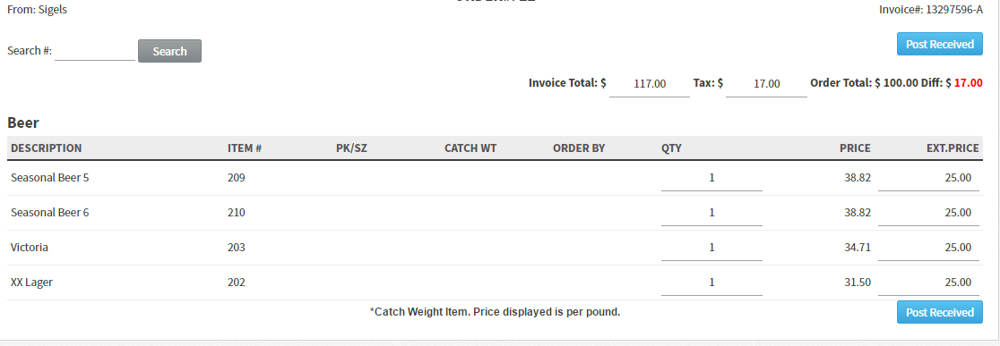 From: Sigels
Invoice#: 13297596-A
Search #:
Search
Post Received
Invoice Total: $ 117.00 Tax: $ 17.00 Order Total: $ 100.00 Diff: $ 17.00
Beer
DESCRIPTION ITEM # PK/SZ CATCH WT ORDER BY QTY PRICE EXT.PRICE
Seasonal Beer 5 209 1 38.82 25.00
Seasonal Beer 6 210 1 38.82 25.00
Victoria 203 1 34.71 25.00
XX Lager 202 1 31.50 25.00
*Catch Weight Item. Price displayed is per pound.
Post Received